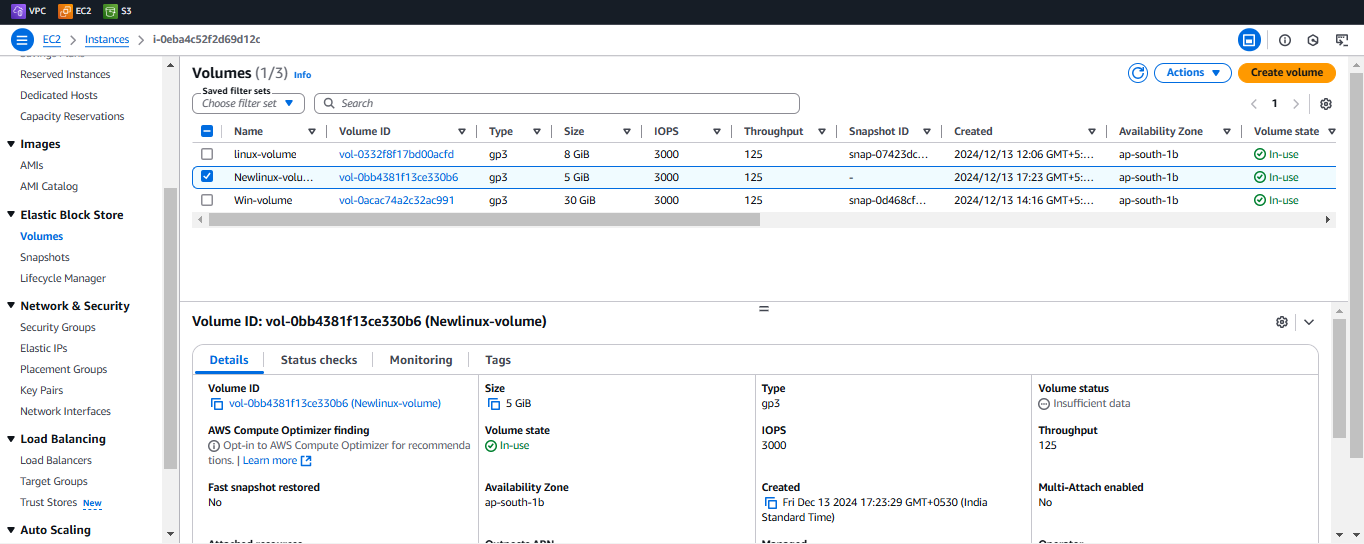 VPC EC2 S3
EC2 Instances i-0eba4c52f2d69d12c
Reserved Instances
Dedicated Hosts
Capacity Reservations
Images
AMIs
AMI Catalog
Elastic Block Store
Volumes
Snapshots
Lifecycle Manager
Network & Security
Security Groups
Elastic IPs
Placement Groups
Key Pairs
Network Interfaces
Load Balancing
Load Balancers
Target Groups
Trust Stores New
Auto Scaling
Volumes (1/3) Info
Actions
Create volume
Saved filter sets
Choose filter set
Search
1
Name Volume ID Type Size IOPS Throughput Snapshot ID Created Availability Zone Volume state
linux-volume vol-0332f8f17bd00acfd gp3 8 GiB 3000 125 snap-07423dc... 2024/12/13 12:06 GMT+5:... ap-south-1b In-use
Newlinux-volu... vol-0bb4381f13ce330b6 gp3 5 GiB 3000 125 - 2024/12/13 17:23 GMT+5:... ap-south-1b In-use
Win-volume vol-0acac74a2c32ac991 gp3 30 GiB 3000 125 snap-0d468cf... 2024/12/13 14:16 GMT+5:... ap-south-1b In-use
Volume ID: vol-0bb4381f13ce330b6 (Newlinux-volume)
Details Status checks Monitoring Tags
Volume ID
vol-0bb4381f13ce330b6 (Newlinux-volume)
Size
5 GiB
Type
gp3
Volume status
Insufficient data
AWS Compute Optimizer finding
Opt-in to AWS Compute Optimizer for recommenda
tions. | Learn more
Volume state
In-use
IOPS
3000
Throughput
125
Fast snapshot restored
No
Availability Zone
ap-south-1b
Created
Fri Dec 13 2024 17:23:29 GMT+0530 (India
Standard Time)
Multi-Attach enabled
No